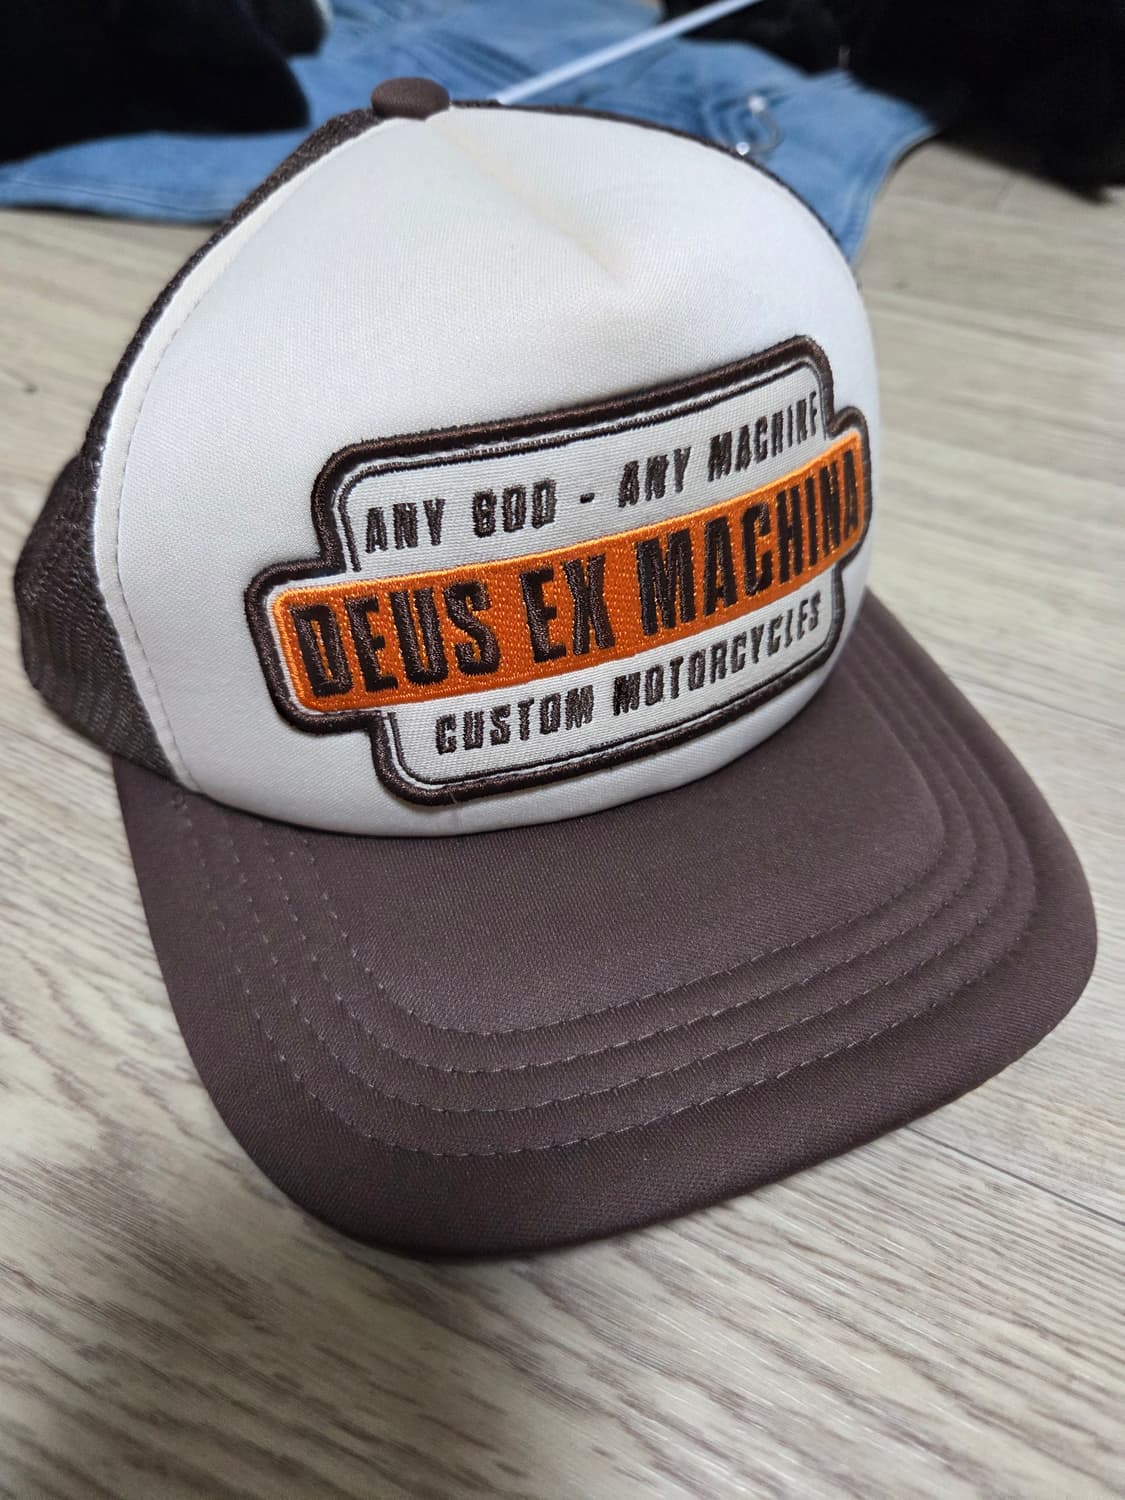 ANY GOD - ANY MACHINE
DEUS EX MACHINA
CUSTOM MOTORCYCLES